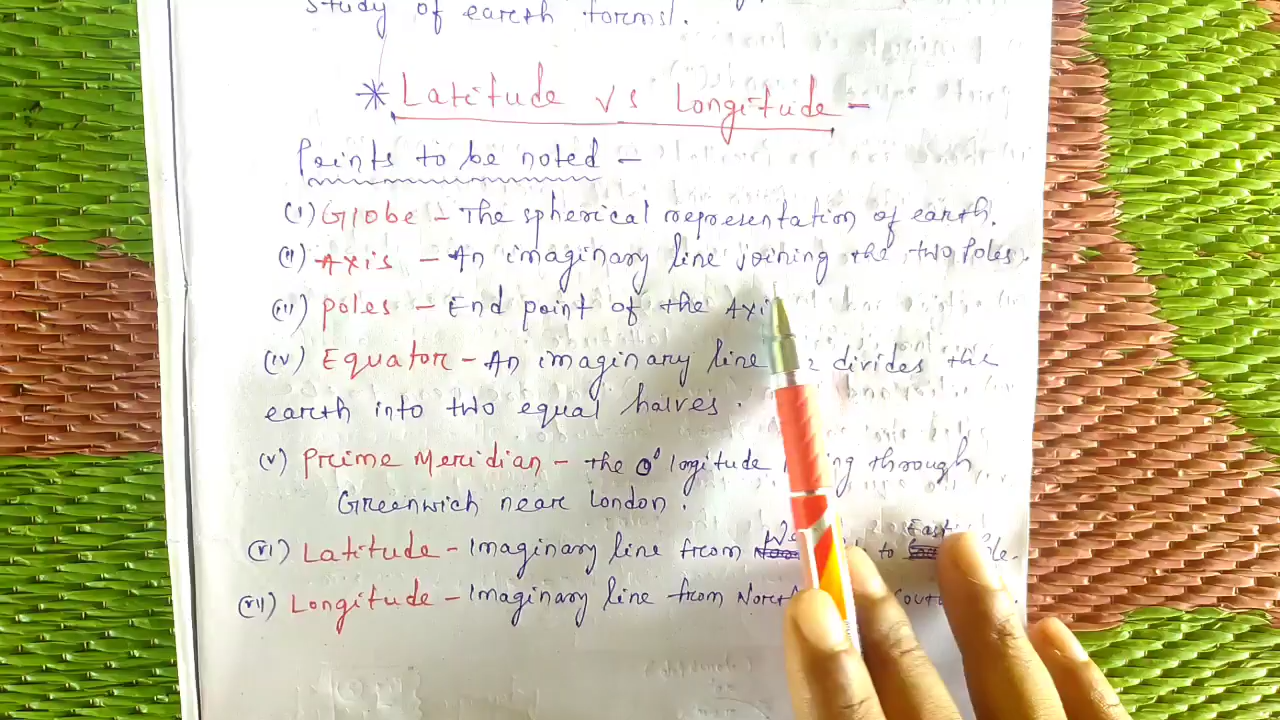 study of earth forms).
* Latitude vs Longitude -
Points to be noted -
(i) Globe - The spherical representation of earth.
(ii) Axis - An imaginary line joining the two Poles.
(iii) Poles - End point of the Axi
(iv) Equator - An imaginary line divides the
earth into two equal halves.
(v) Prime Meridian - the 0° logitude through
Greenwich near London.
(vi) Latitude - Imaginary line from to East
(vii) Longitude - Imaginary line from